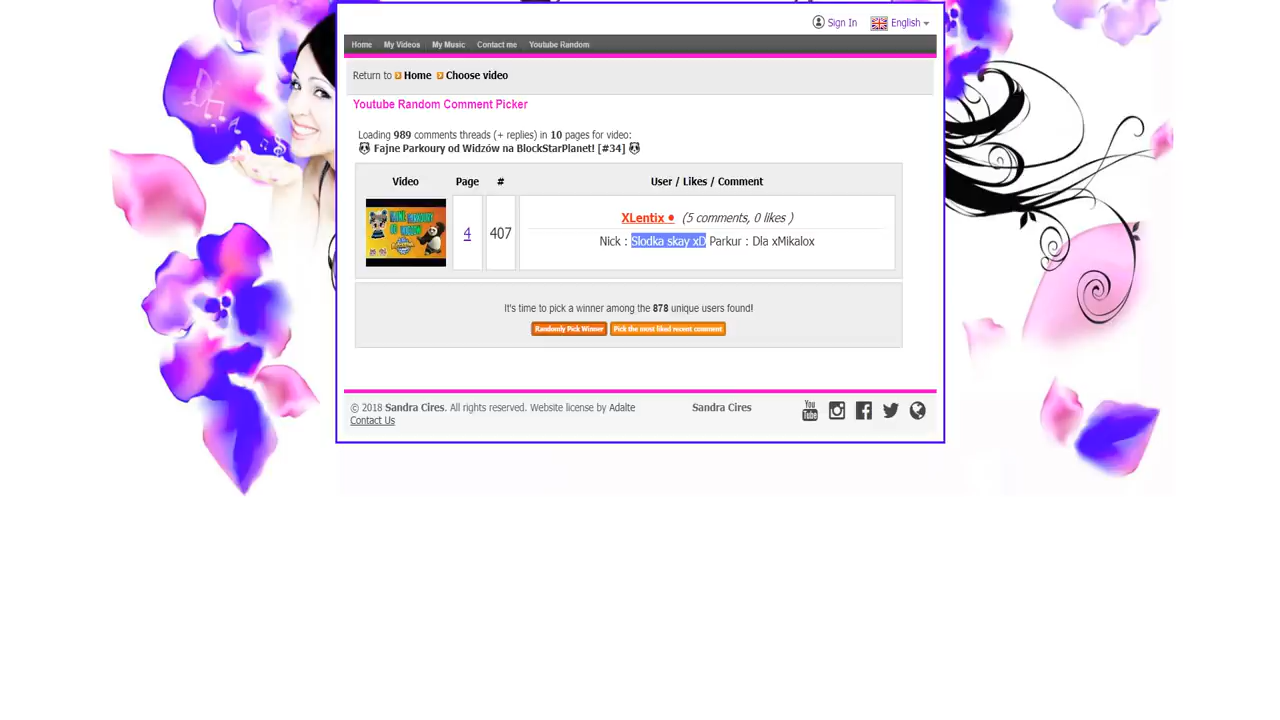 Sign In English
Home My Videos My Music Contact me Youtube Random
Return to Home Choose video
Youtube Random Comment Picker
Loading 989 comments threads (+ replies) in 10 pages for video:
🐼 Fajne Parkoury od Widzów na BlockStarPlanet! [#34] 🐼
Video Page # User / Likes / Comment
XLentix • (5 comments, 0 likes )
4 407
Nick : Slodka skay xD Parkur : Dla xMikalox
It's time to pick a winner among the 878 unique users found!
Randomly Pick Winner Pick the most liked recent comment
© 2018 Sandra Cires. All rights reserved. Website license by Adalte Sandra Cires
You Tube
Contact Us